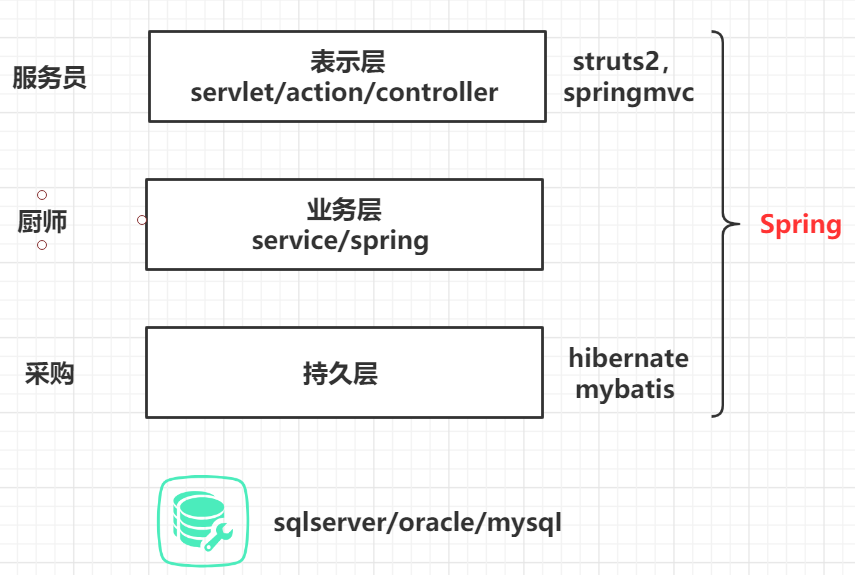 服务员
表示层
servlet/action/controller
struts2，
springmvc
厨师
业务层
service/spring
Spring
采购
持久层
hibernate
mybatis
sqlserver/oracle/mysql